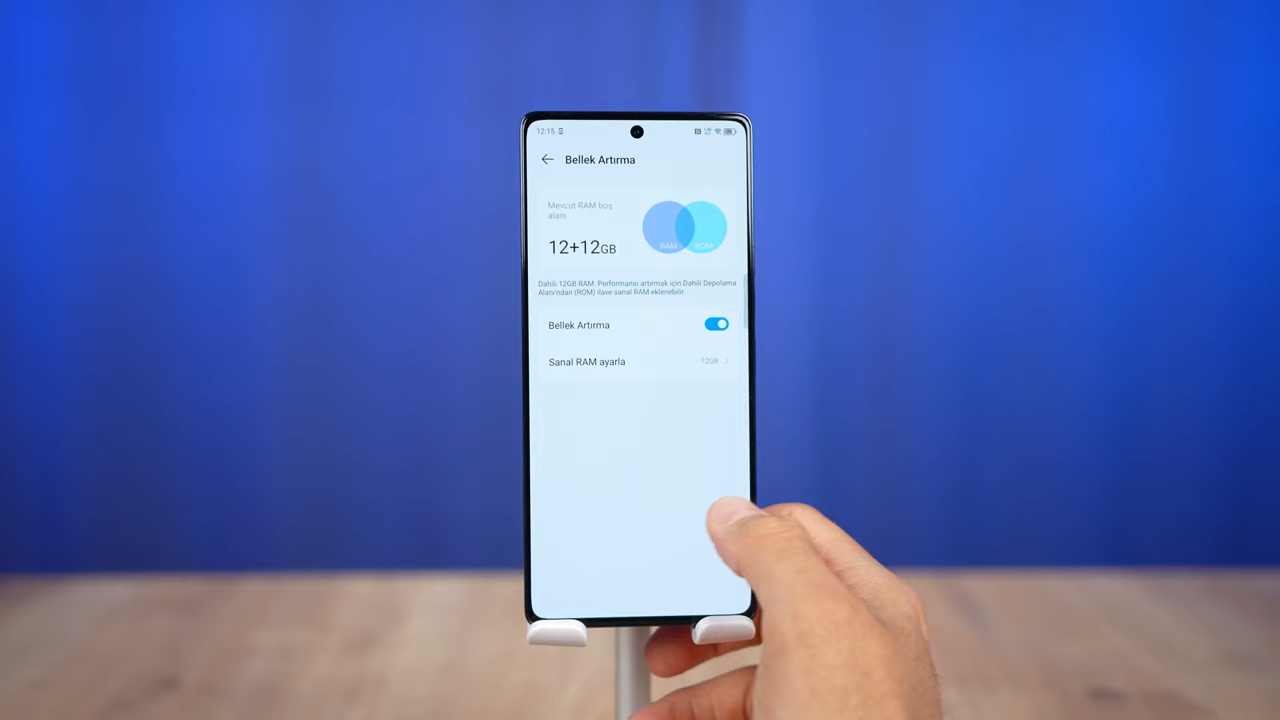 12:15
Bellek Artırma
Mevcut RAM boş
alanı
12+12GB
RAM
ROM
Dahili 12GB RAM. Performansı artırmak için Dahili Depolama
Alanı'ndan (ROM) ilave sanal RAM eklenebilir.
Bellek Artırma
Sanal RAM ayarla
12GB